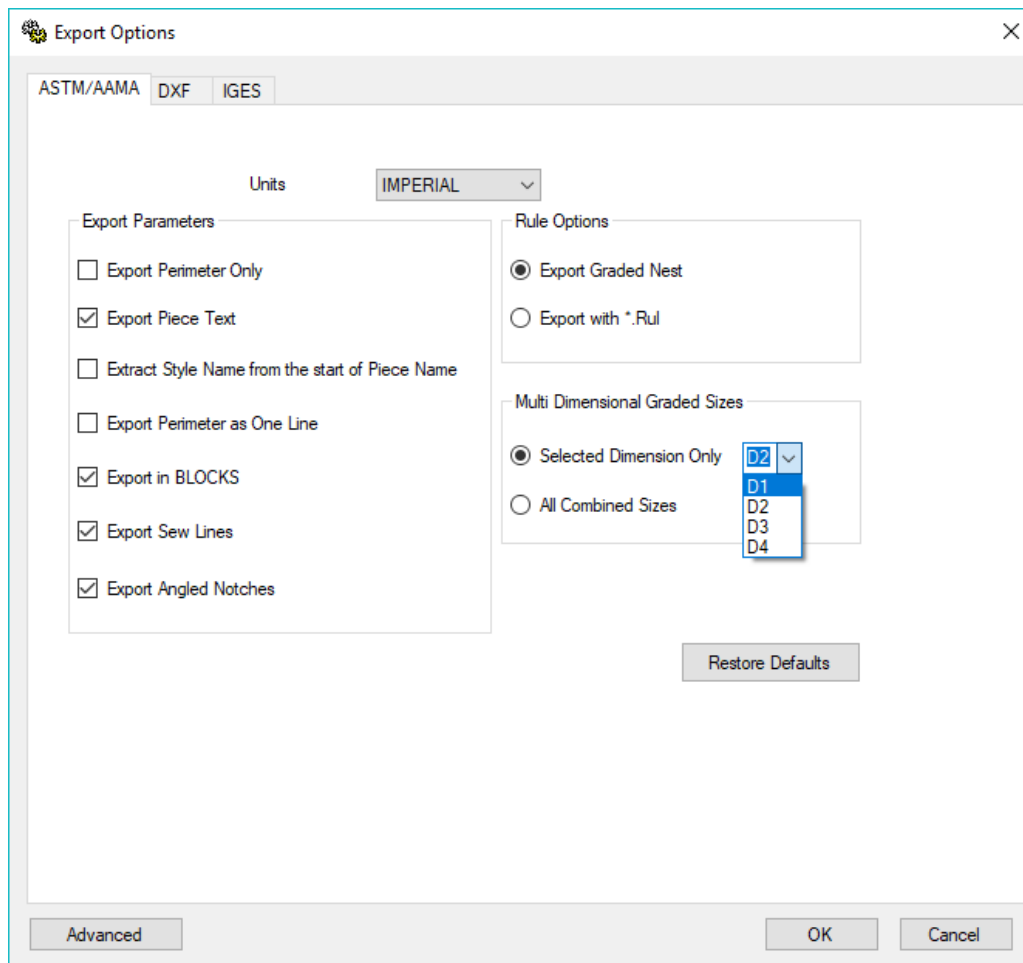 Export Options
ASTM/AAMA DXF IGES
Units IMPERIAL
Export Parameters
Export Perimeter Only
Export Piece Text
Extract Style Name from the start of Piece Name
Export Perimeter as One Line
Export in BLOCKS
Export Sew Lines
Export Angled Notches
Rule Options
Export Graded Nest
Export with *.Rul
Multi Dimensional Graded Sizes
Selected Dimension Only D2
D1
D2
D3
D4
All Combined Sizes
Restore Defaults
Advanced OK Cancel